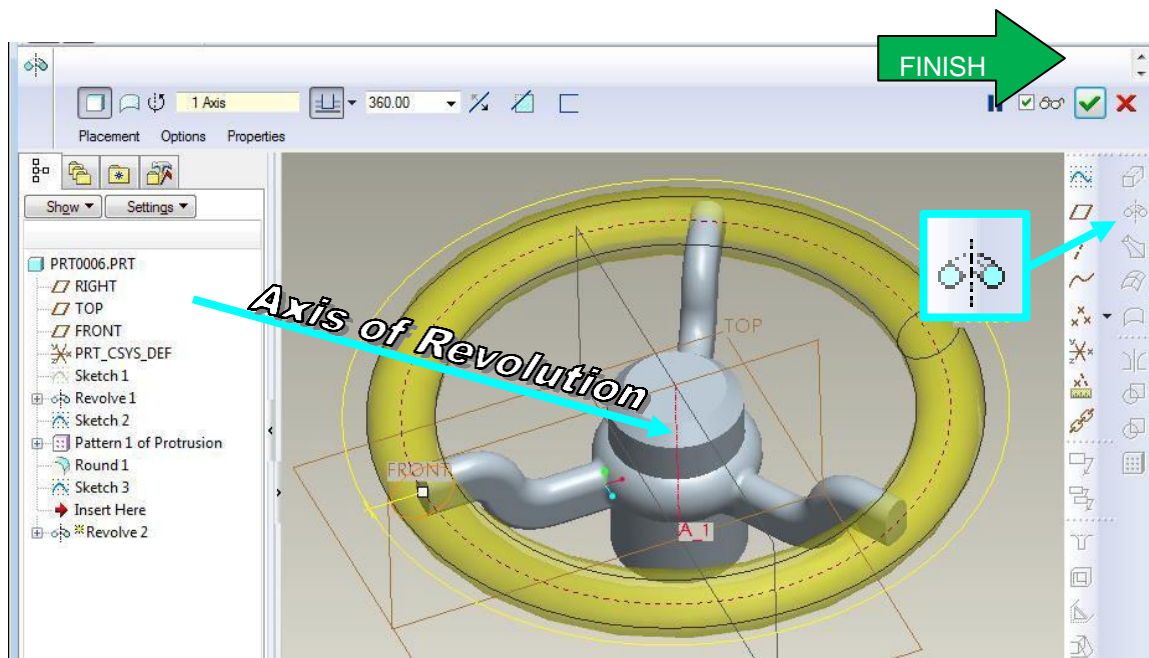 FINISH
1 Axis
360.00
Placement Options Properties
Show Settings
PRT0006.PRT
RIGHT
TOP
FRONT
PRT_CSYS_DEF
Sketch 1
Revolve 1
Sketch 2
Pattern 1 of Protrusion
Round 1
Sketch 3
Insert Here
Revolve 2
Axis of Revolution
TOP
FRONT
A_1